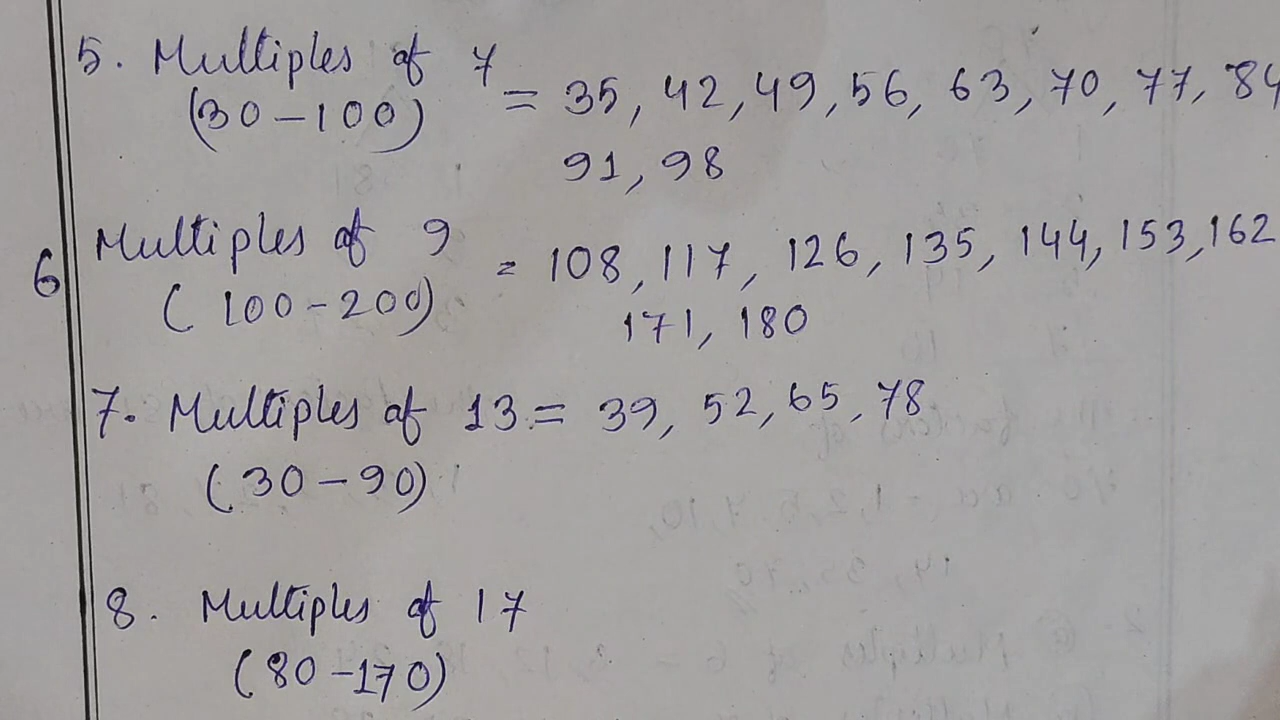 5. Multiples of 7 = 35, 42, 49, 56, 63, 70, 77, 84
(30-100)
91, 98
6 Multiples of 9 = 108, 117, 126, 135, 144, 153, 162
(100-200)
171, 180
7. Multiples of 13 = 39, 52, 65, 78
(30-90)
8. Multiples of 17
(80-170)